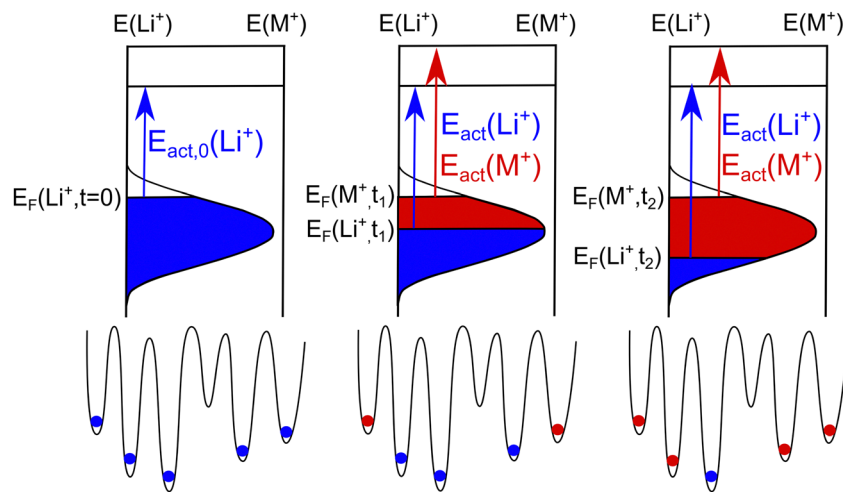 E(Li⁺) E(M⁺)
E_act,0(Li⁺)
E_F(Li⁺,t=0)
E(Li⁺) E(M⁺)
E_act(Li⁺)
E_act(M⁺)
E_F(M⁺,t₁)
E_F(Li⁺,t₁)
E(Li⁺) E(M⁺)
E_act(Li⁺)
E_act(M⁺)
E_F(M⁺,t₂)
E_F(Li⁺,t₂)